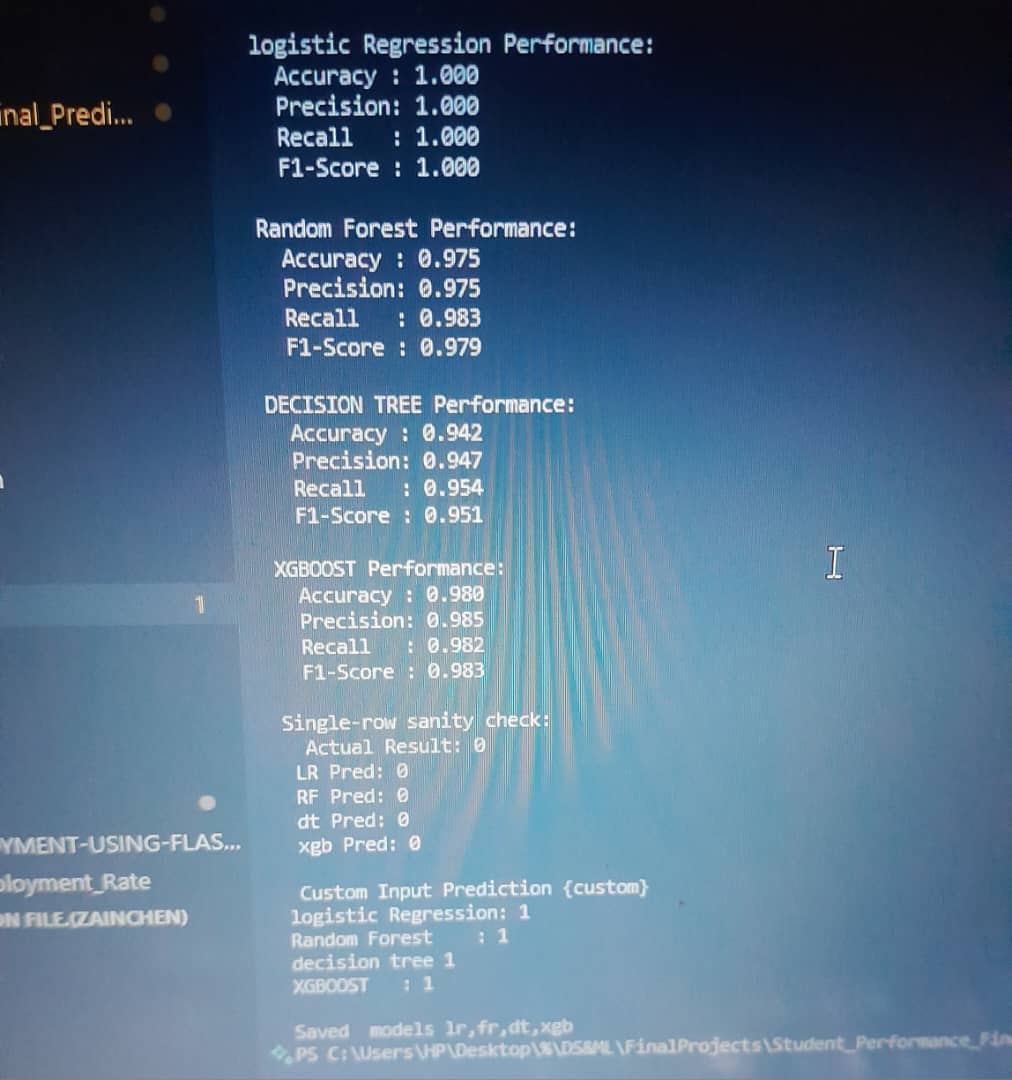 logistic Regression Performance:
Accuracy : 1.000
Precision: 1.000
Recall : 1.000
F1-Score : 1.000
Random Forest Performance:
Accuracy : 0.975
Precision: 0.975
Recall : 0.983
F1-Score : 0.979
DECISION TREE Performance:
Accuracy : 0.942
Precision: 0.947
Recall : 0.954
F1-Score : 0.951
XGBOOST Performance:
Accuracy : 0.980
Precision: 0.985
Recall : 0.982
F1-Score : 0.983
Single-row sanity check:
Actual Result: 0
LR Pred: 0
RF Pred: 0
dt Pred: 0
xgb Pred: 0
Custom Input Prediction {custom}
logistic Regression: 1
Random Forest : 1
decision tree 1
XGBOOST : 1
Saved models lr,fr,dt,xgb
PS C:\Users\HP\Desktop\%\DS&ML\FinalProjects\Student_Performance_Fin
inal_Predi...
1
YMENT-USING-FLAS...
ployment_Rate
ON FILE.(ZAINCHEN)